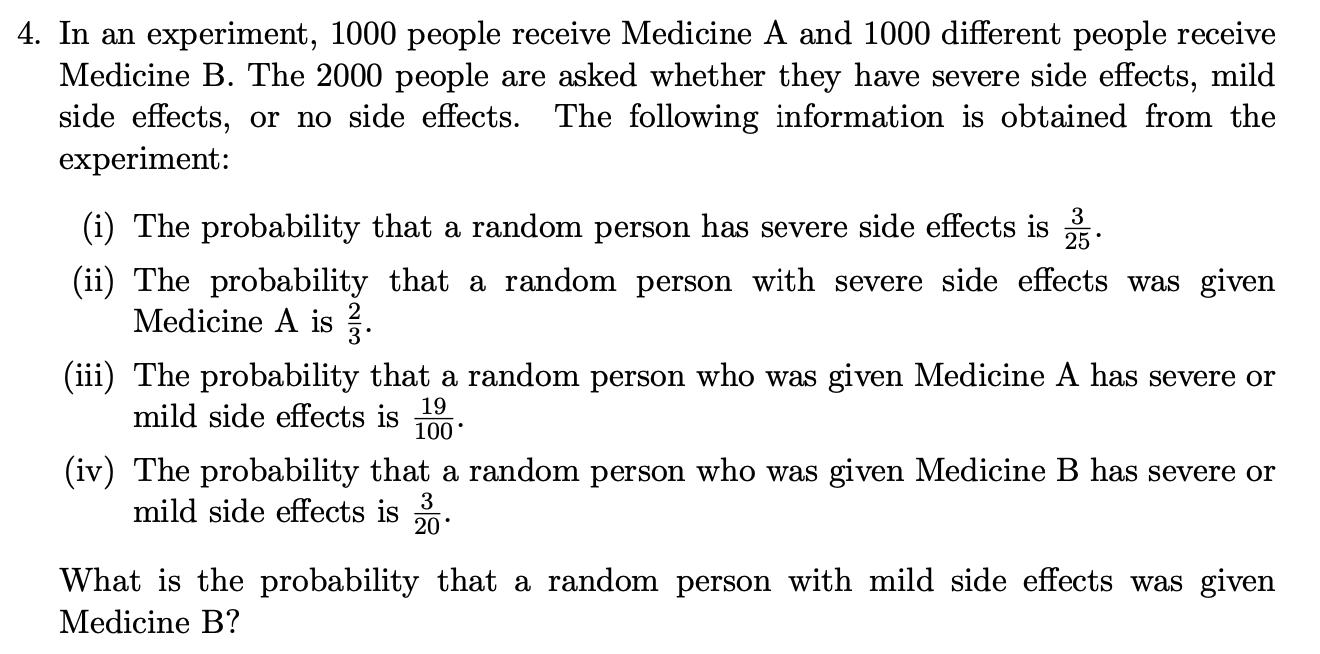 4. In an experiment, 1000 people receive Medicine A and 1000 different people receive
Medicine B. The 2000 people are asked whether they have severe side effects, mild
side effects, or no side effects. The following information is obtained from the
experiment:
(i) The probability that a random person has severe side effects is 3/25.
(ii) The probability that a random person with severe side effects was given
Medicine A is 2/3.
(iii) The probability that a random person who was given Medicine A has severe or
mild side effects is 19/100.
(iv) The probability that a random person who was given Medicine B has severe or
mild side effects is 3/20.
What is the probability that a random person with mild side effects was given
Medicine B?